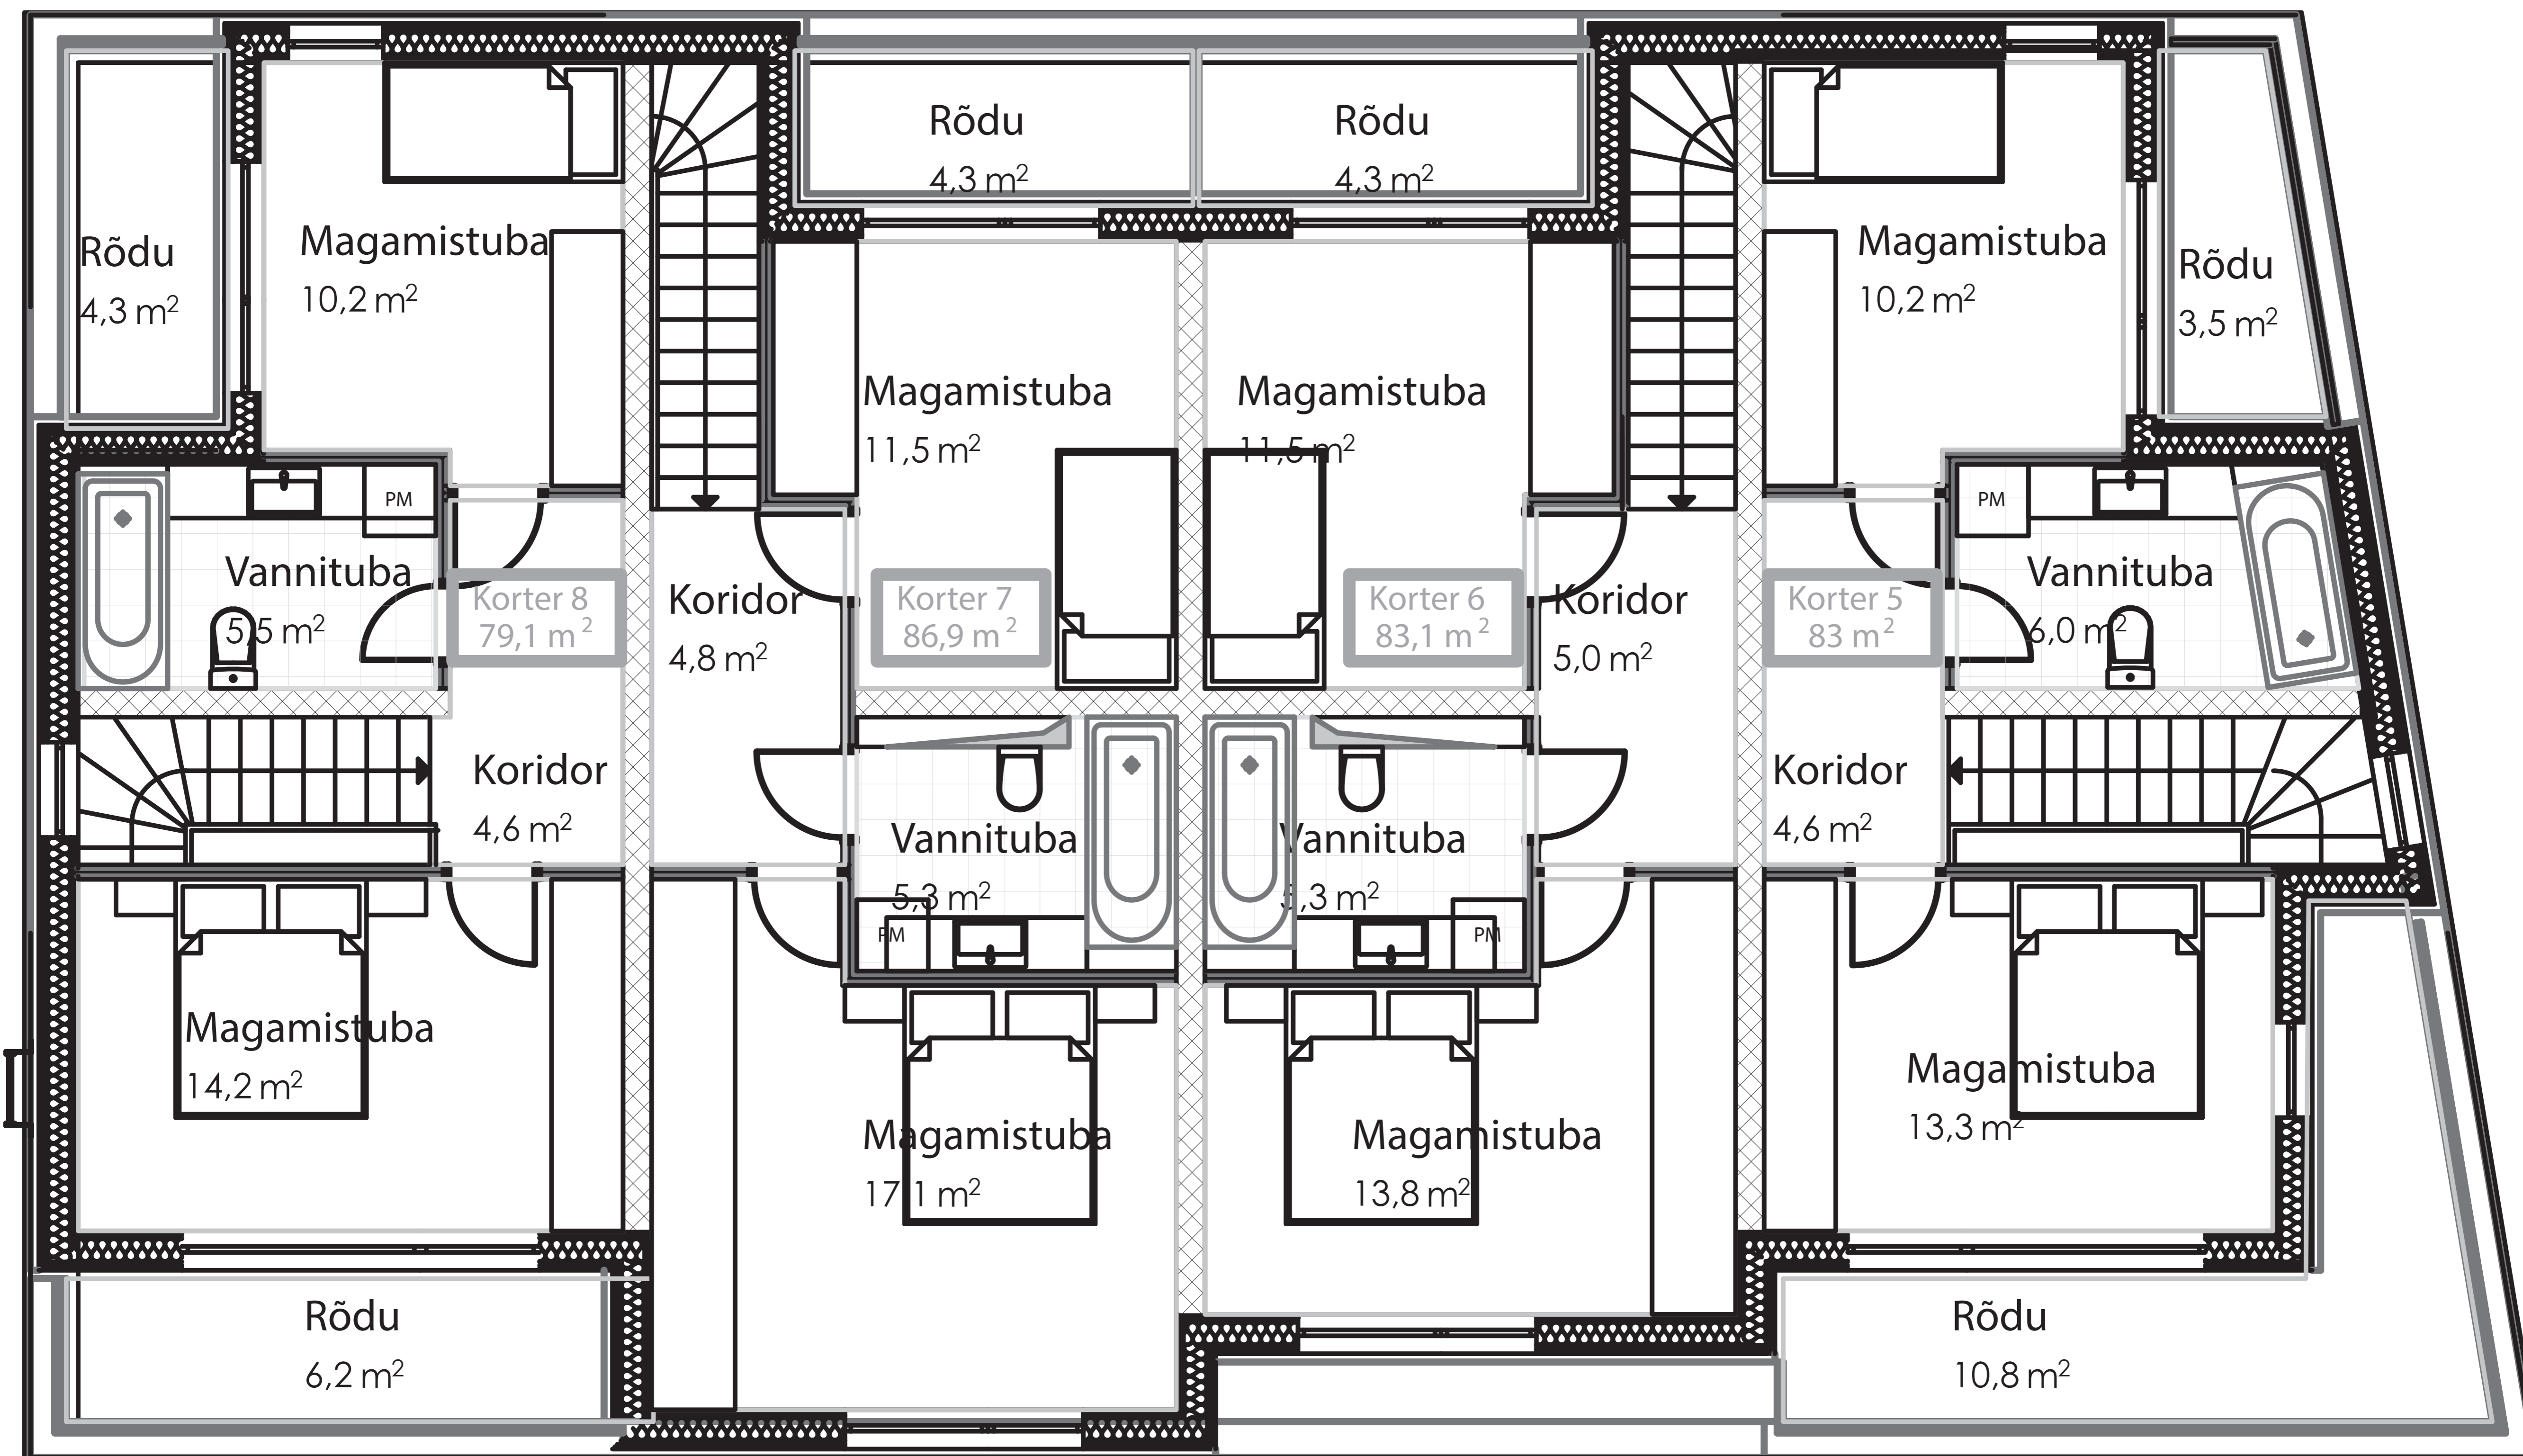 Rõdu
4,3 m²
Rõdu
4,3 m²
Rõdu
4,3 m²
Magamistuba
10,2 m²
Magamistuba
10,2 m²
Rõdu
3,5 m²
Magamistuba
11,5 m²
Magamistuba
11,5 m²
PM
PM
Vannituba
5,5 m²
Korter 8
79,1 m²
Koridor
4,8 m²
Korter 7
86,9 m²
Korter 6
83,1 m²
Koridor
5,0 m²
Korter 5
83 m²
Vannituba
6,0 m²
Koridor
4,6 m²
Koridor
4,6 m²
Vannituba
5,3 m²
PM
Vannituba
5,3 m²
PM
Magamistuba
14,2 m²
Magamistuba
17,1 m²
Magamistuba
13,8 m²
Magamistuba
13,3 m²
Rõdu
6,2 m²
Rõdu
10,8 m²